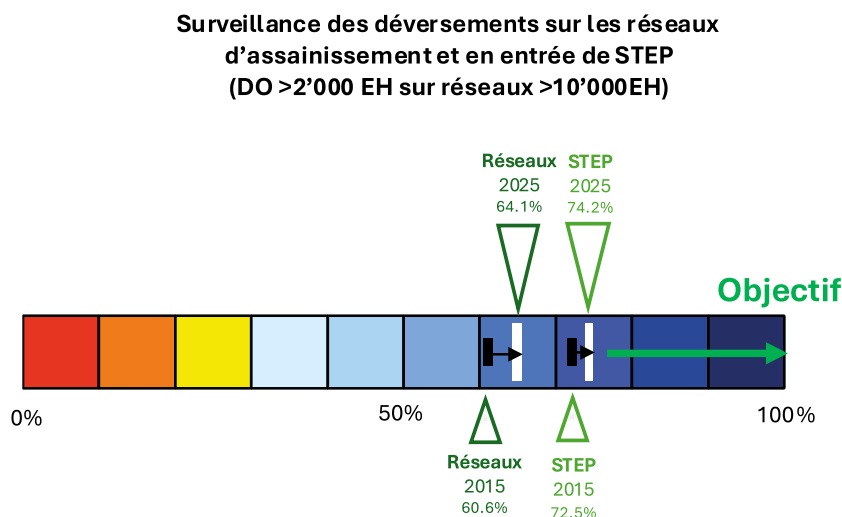 Surveillance des déversements sur les réseaux
d’assainissement et en entrée de STEP
(DO >2’000 EH sur réseaux >10’000EH)
Réseaux
2025
64.1%
STEP
2025
74.2%
Objectif
0%
50%
100%
Réseaux
2015
60.6%
STEP
2015
72.5%